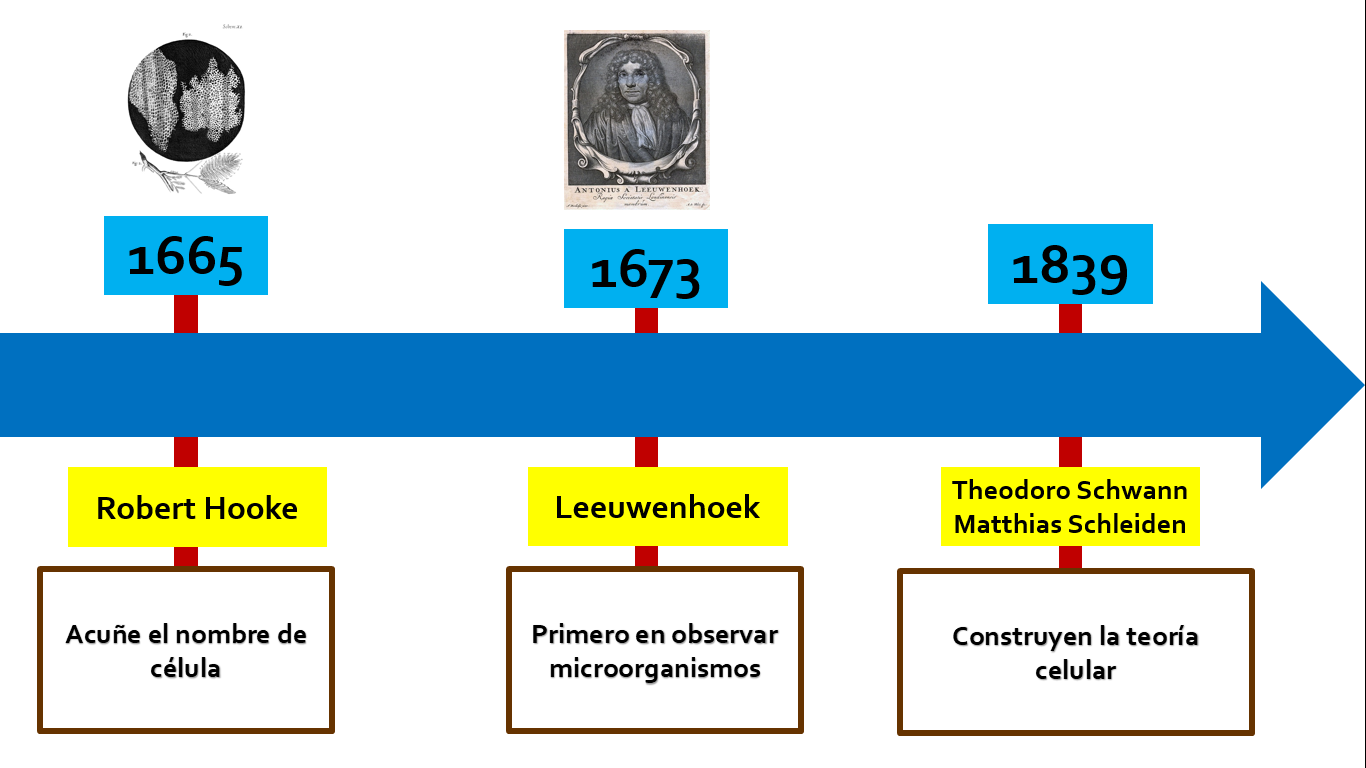 1665
1673
ANTONIUS A LEEUWENHOEK.
1839
Robert Hooke
Leeuwenhoek
Theodoro Schwann
Matthias Schleiden
Acuñe el nombre de
célula
Primero en observar
microorganismos
Construyen la teoría
celular